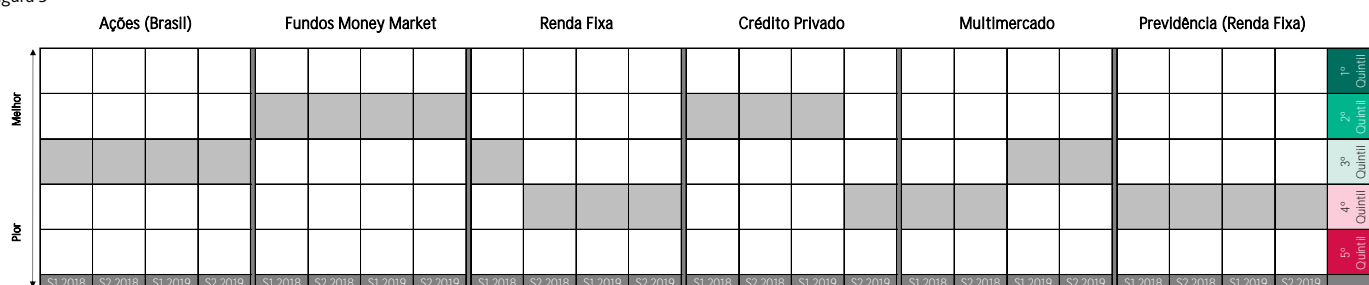 Ações (Brasil) Fundos Money Market Renda Fixa Crédito Privado Multimercado Previdência (Renda Fixa)
Melhor
Pior
1º Quintil
2º Quintil
3º Quintil
4º Quintil
5º Quintil
S1 2018 S2 2018 S1 2019 S2 2019 S1 2018 S2 2018 S1 2019 S2 2019 S1 2018 S2 2018 S1 2019 S2 2019 S1 2018 S2 2018 S1 2019 S2 2019 S1 2018 S2 2018 S1 2019 S2 2019 S1 2018 S2 2018 S1 2019 S2 2019